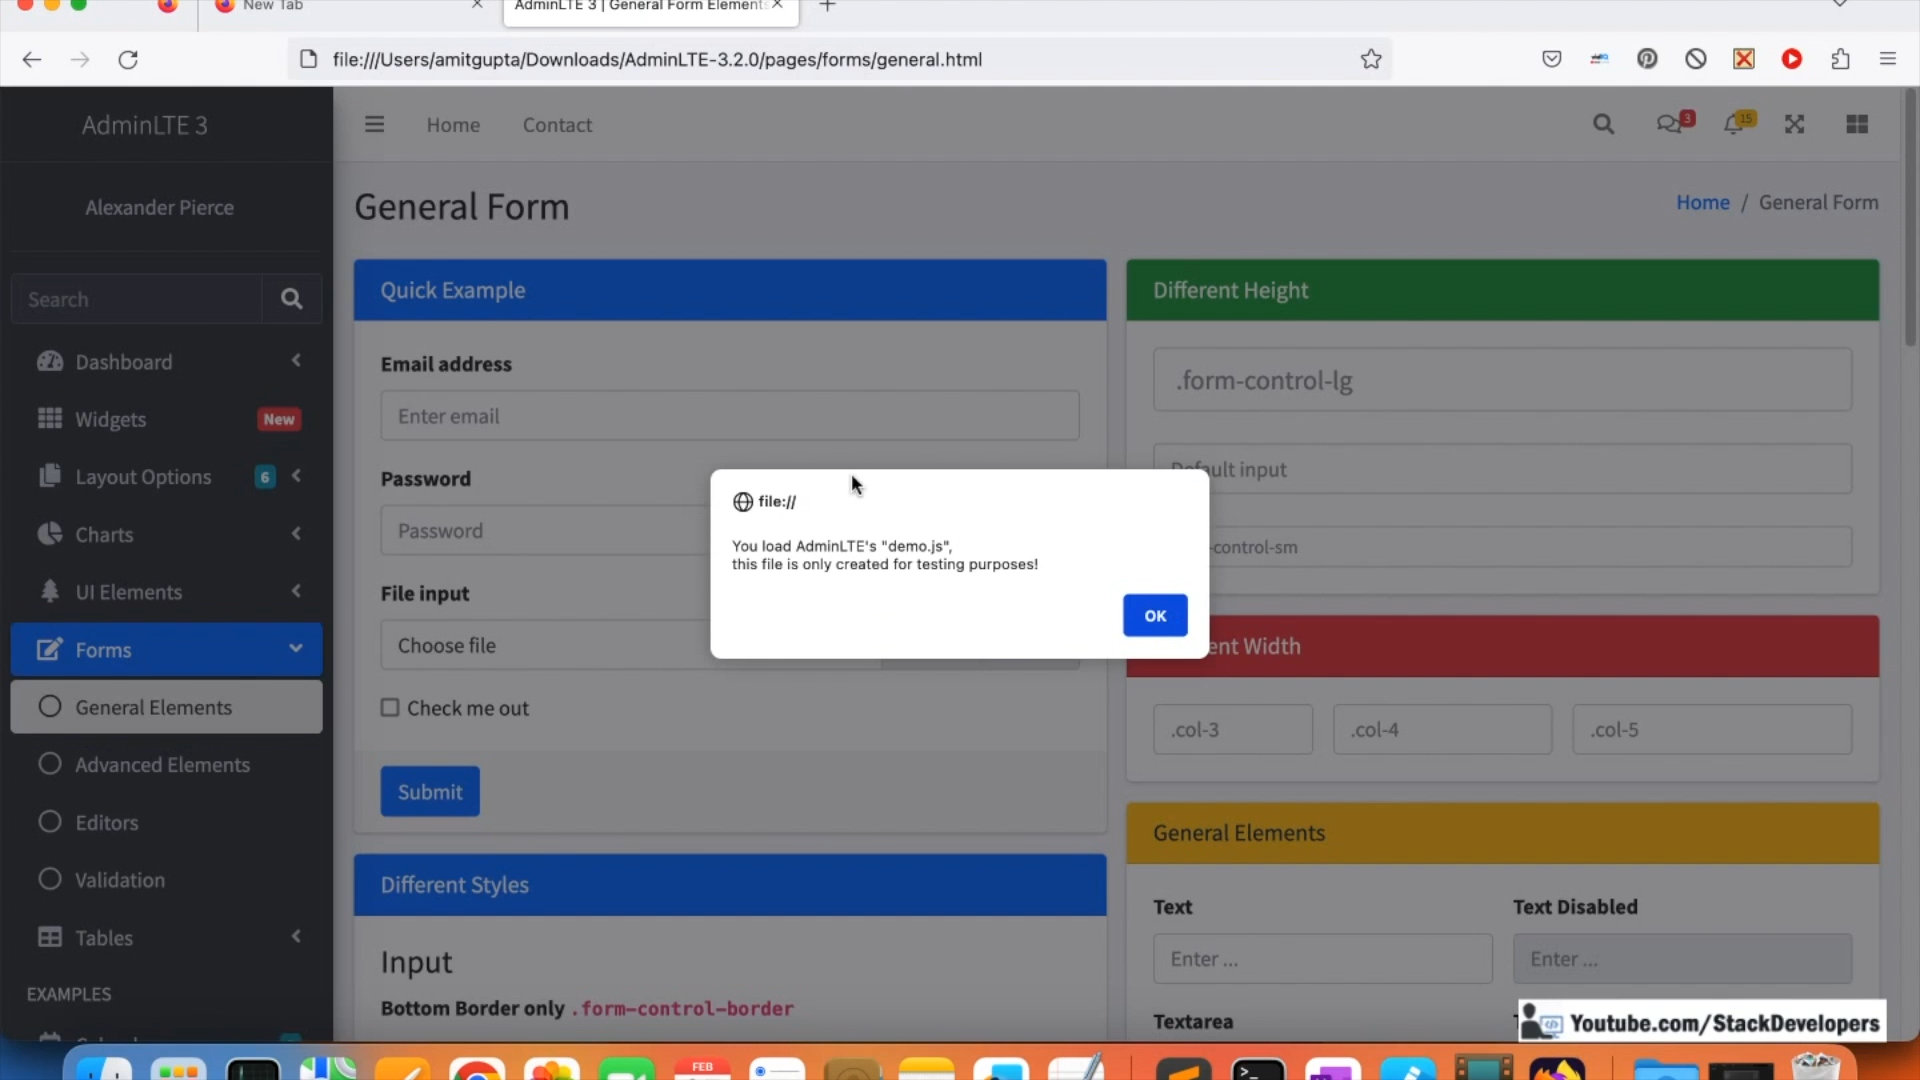 New Tab
AdminLTE 3 | General Form Elements
file:///Users/amitgupta/Downloads/AdminLTE-3.2.0/pages/forms/general.html
AdminLTE 3
Home
Contact
3
15
Alexander Pierce
General Form
Home / General Form
Search
Dashboard
Widgets
New
Layout Options
6
Charts
UI Elements
Forms
General Elements
Advanced Elements
Editors
Validation
Tables
EXAMPLES
Quick Example
Email address
Enter email
Password
Password
File input
Choose file
Check me out
Submit
Different Styles
Input
Bottom Border only .form-control-border
file://
You load AdminLTE's "demo.js",
this file is only created for testing purposes!
OK
Different Height
.form-control-lg
Default input
-control-sm
ent Width
.col-3
.col-4
.col-5
General Elements
Text
Text Disabled
Enter ...
Enter ...
Textarea
Youtube.com/StackDevelopers
FEB